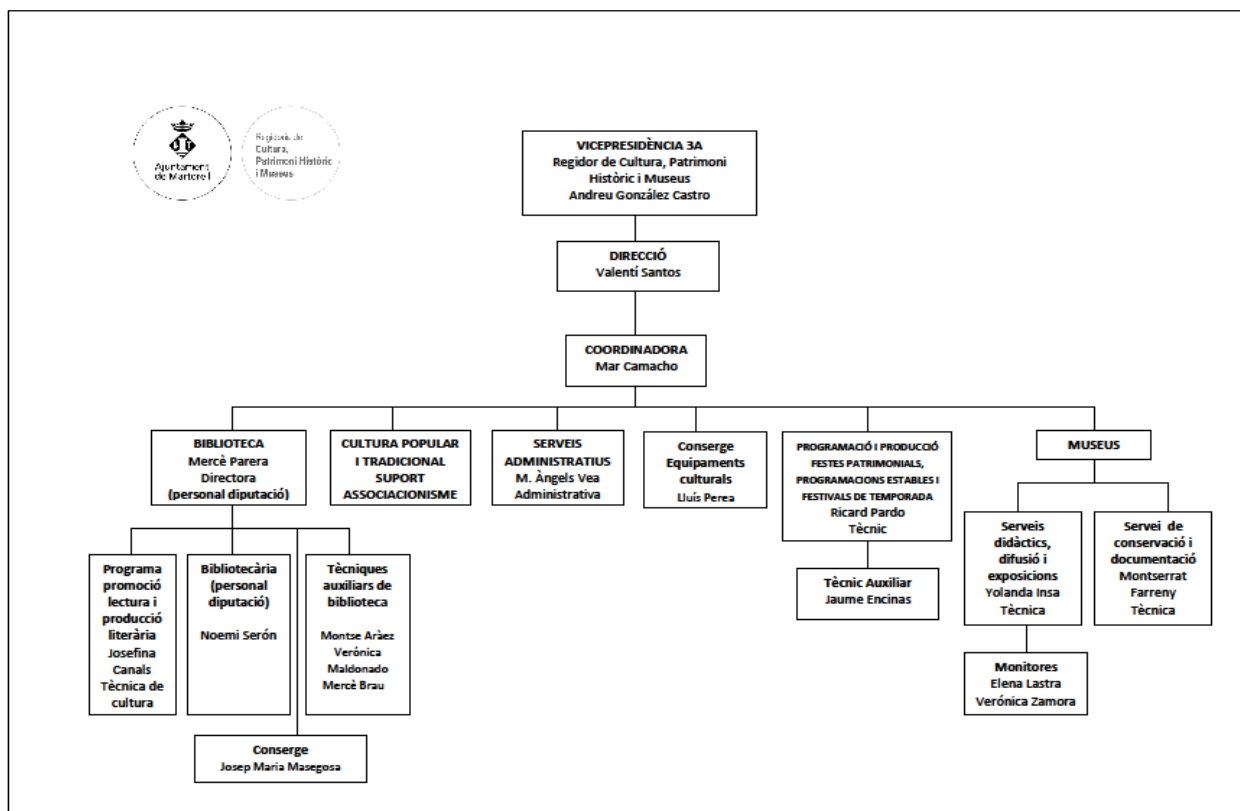 Ajuntament
de Martorell
Regidoria de
Cultura,
Patrimoni Històric
i Museus
VICEPRESIDÈNCIA 3A
Regidor de Cultura, Patrimoni
Històric i Museus
Andreu González Castro
DIRECCIÓ
Valentí Santos
COORDINADORA
Mar Camacho
BIBLIOTECA
Mercè Parera
Directora
(personal diputació)
CULTURA POPULAR
I TRADICIONAL
SUPORT
ASSOCIACIONISME
SERVEIS
ADMINISTRATIUS
M. Àngels Vea
Administrativa
Conserge
Equipaments
culturals
Lluís Perea
PROGRAMACIÓ I PRODUCCIÓ
FESTES PATRIMONIALS,
PROGRAMACIONS ESTABLES I
FESTIVALS DE TEMPORADA
Ricard Pardo
Tècnic
MUSEUS
Programa
promoció
lectura i
producció
literària
Josefina
Canals
Tècnica de
cultura
Bibliotecària
(personal
diputació)
Noemi Serón
Tècniques
auxiliars de
biblioteca
Montse Aràez
Verónica
Maldonado
Mercè Brau
Conserge
Josep Maria Masegosa
Tècnic Auxiliar
Jaume Encinas
Serveis
didàctics,
difusió i
exposicions
Yolanda Insa
Tècnica
Servei de
conservació i
documentació
Montserrat
Farreny
Tècnica
Monitores
Elena Lastra
Verónica Zamora